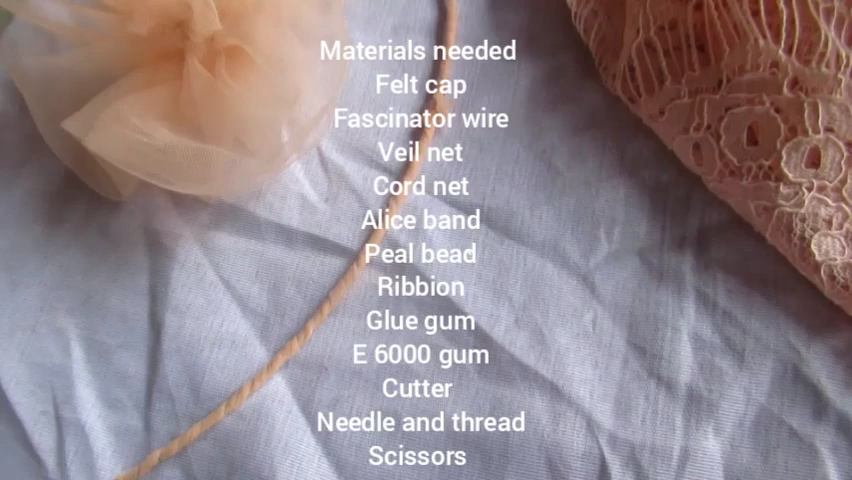 Materials needed
Felt cap
Fascinator wire
Veil net
Cord net
Alice band
Peal bead
Ribbion
Glue gum
E 6000 gum
Cutter
Needle and thread
Scissors